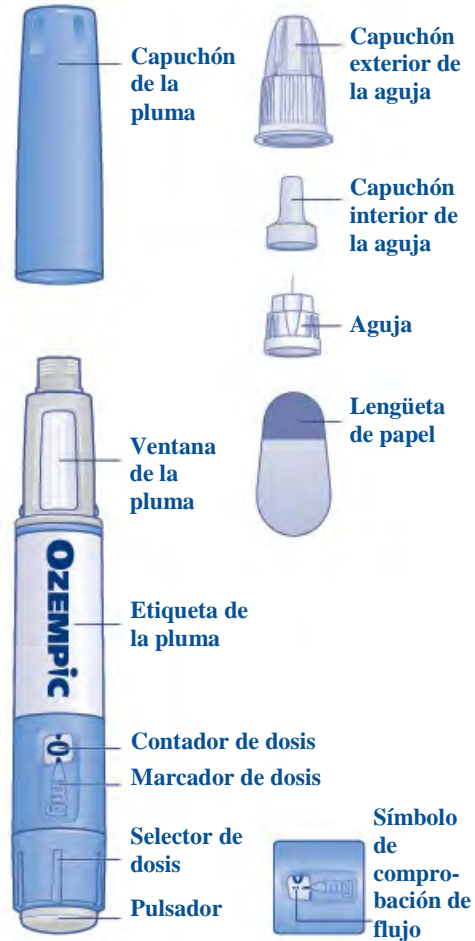 Capuchón
de la
pluma
Capuchón
exterior de
la aguja
Capuchón
interior de
la aguja
Aguja
Lengüeta
de papel
Ventana
de la
pluma
OZEMPIC
Etiqueta de
la pluma
0
Contador de dosis
mg
Marcador de dosis
Selector de
dosis
Pulsador
Símbolo
de
compro-
bación de
flujo
mg